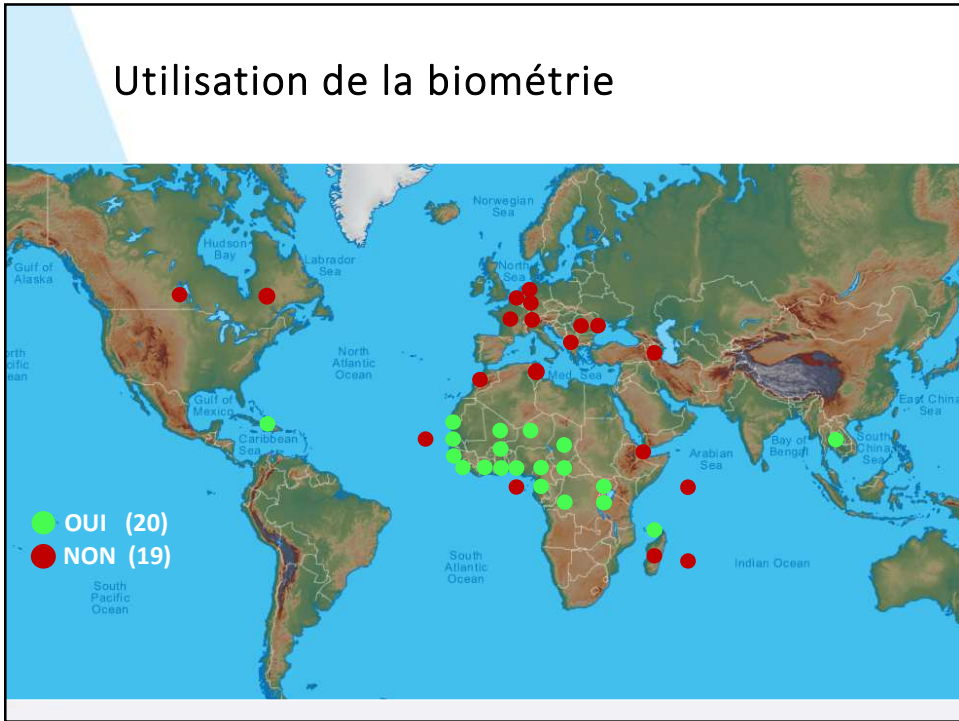 Utilisation de la biométrie
Norwegian
Sea
Hudson
Bay
Labrador
Sea
Gulf of
Alaska
North
Sea
North
Atlantic
Ocean
Med. Sea
Gulf of
Mexico
Caribbean
Sea
East China
Sea
Bay of
Bengal
South
China
Sea
Arabian
Sea
OUI (20)
NON (19)
South
Pacific
Ocean
South
Atlantic
Ocean
Indian Ocean